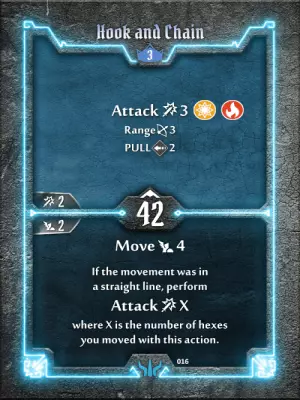 Hook and Chain
3
Attack 3
Range 3
PULL 2
2
42
2
Move 4
If the movement was in
a straight line, perform
Attack X
where X is the number of hexes
you moved with this action.
016